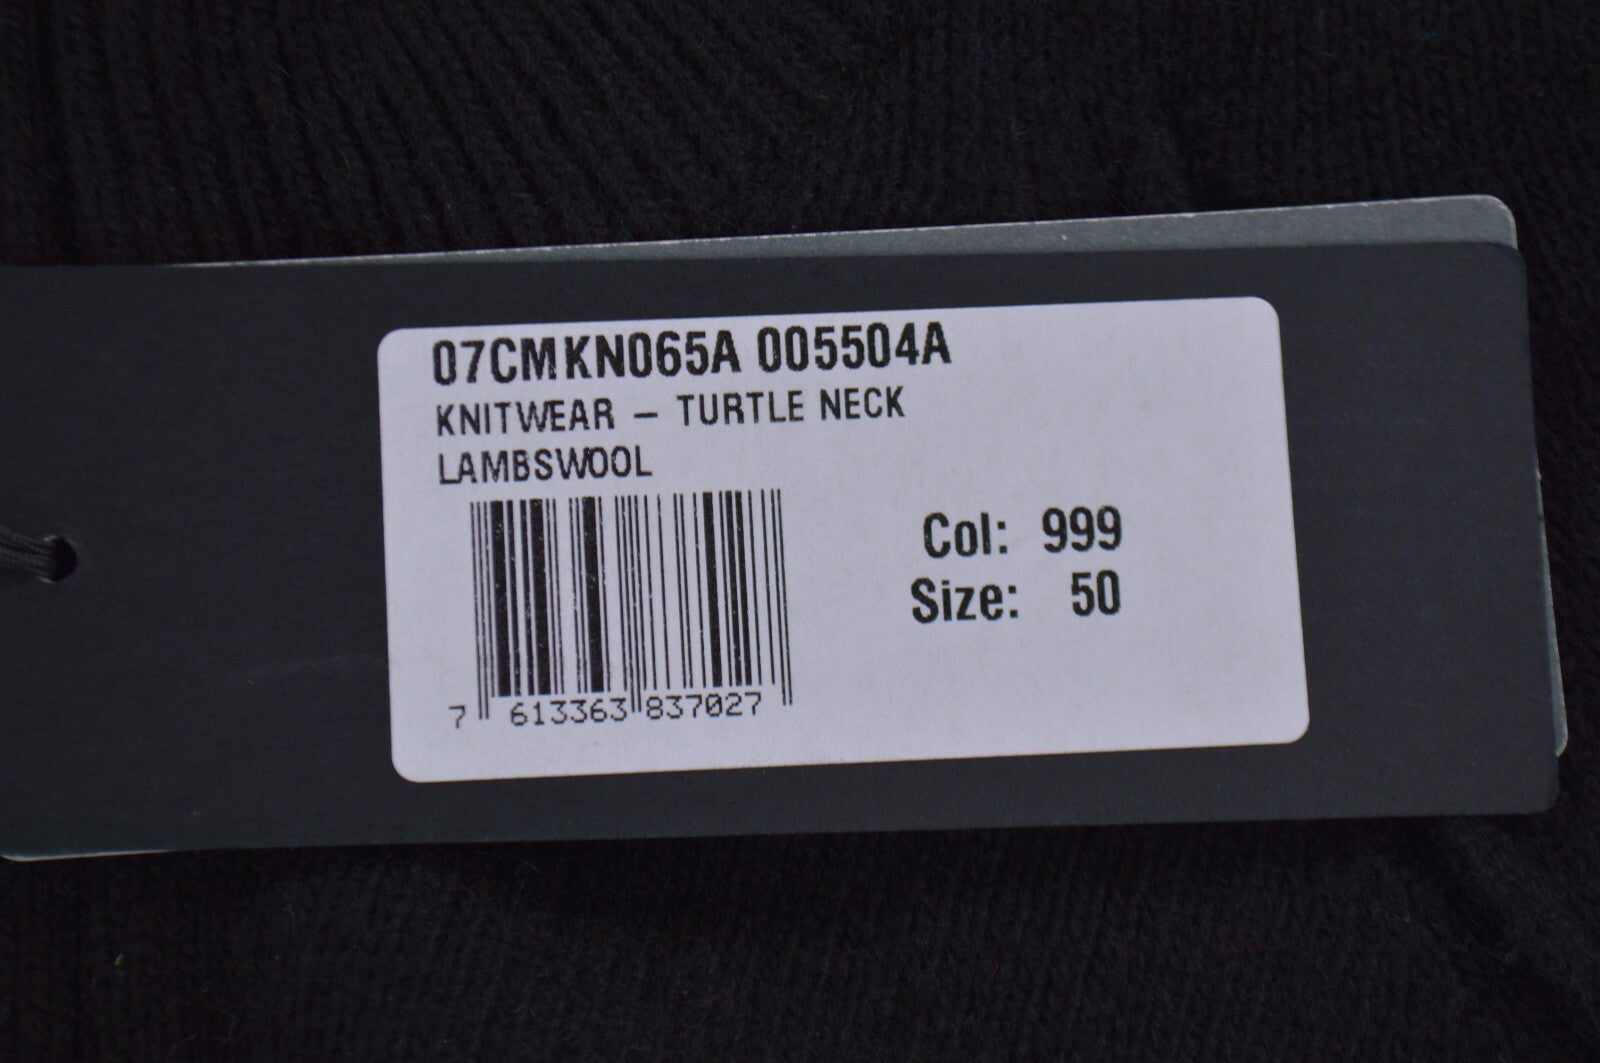 07CMKN065A 005504A
KNITWEAR – TURTLE NECK
LAMBSWOOL
Col: 999
Size: 50
7 613363 837027